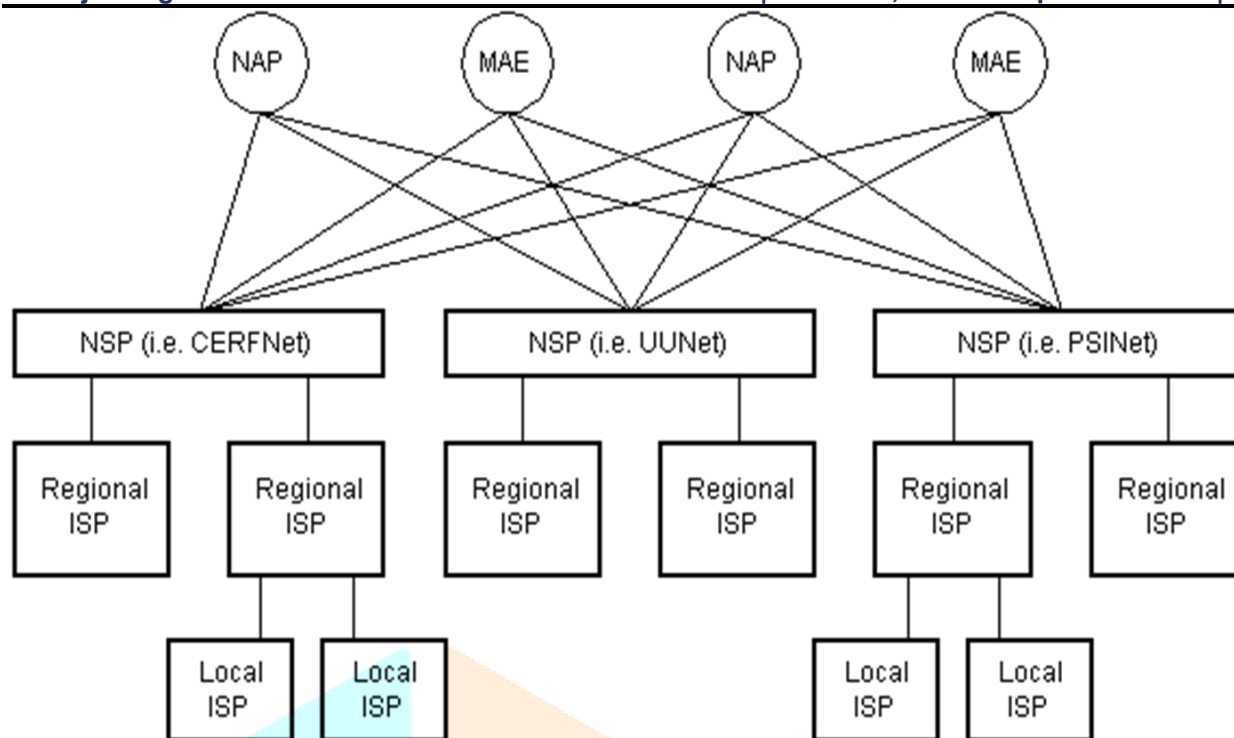 NAP
MAE
NAP
MAE
NSP (i.e. CERFNet)
NSP (i.e. UUNet)
NSP (i.e. PSINet)
Regional
ISP
Regional
ISP
Regional
ISP
Regional
ISP
Regional
ISP
Regional
ISP
Local
ISP
Local
ISP
Local
ISP
Local
ISP